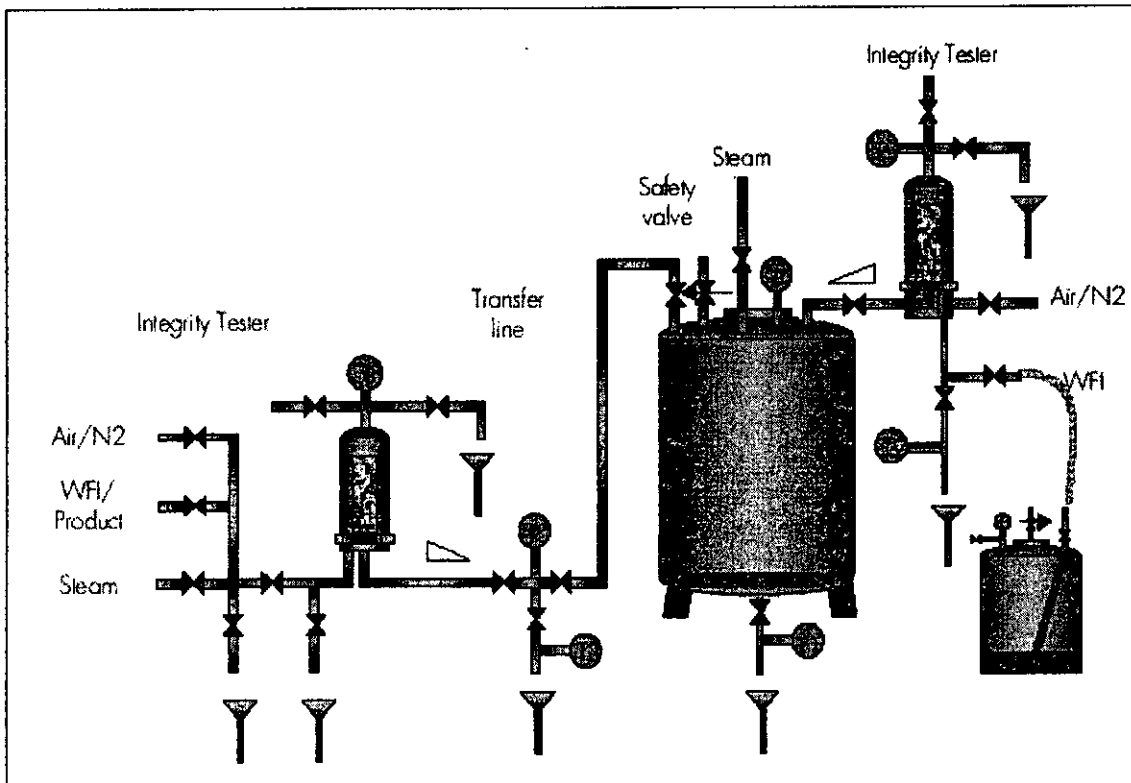 Integrity Tester
Steam
Safety
valve
Air/N2
Transfer
line
Integrity Tester
WFI
Air/N2
WFI/
Product
Steam